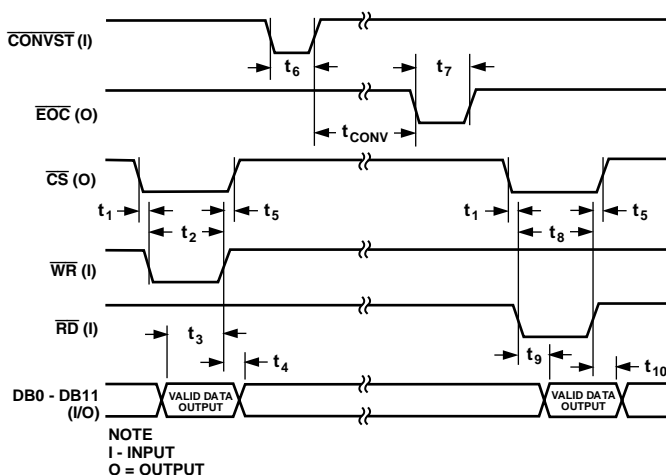 CONVST (I)
t6
t7
EOC (O)
tCONV
CS (O)
t1
t5
t1
t5
t2
t8
WR (I)
RD (I)
t3
t9
t4
t10
DB0 - DB11
(I/O)
VALID DATA
OUTPUT
VALID DATA
OUTPUT
NOTE
I - INPUT
O = OUTPUT